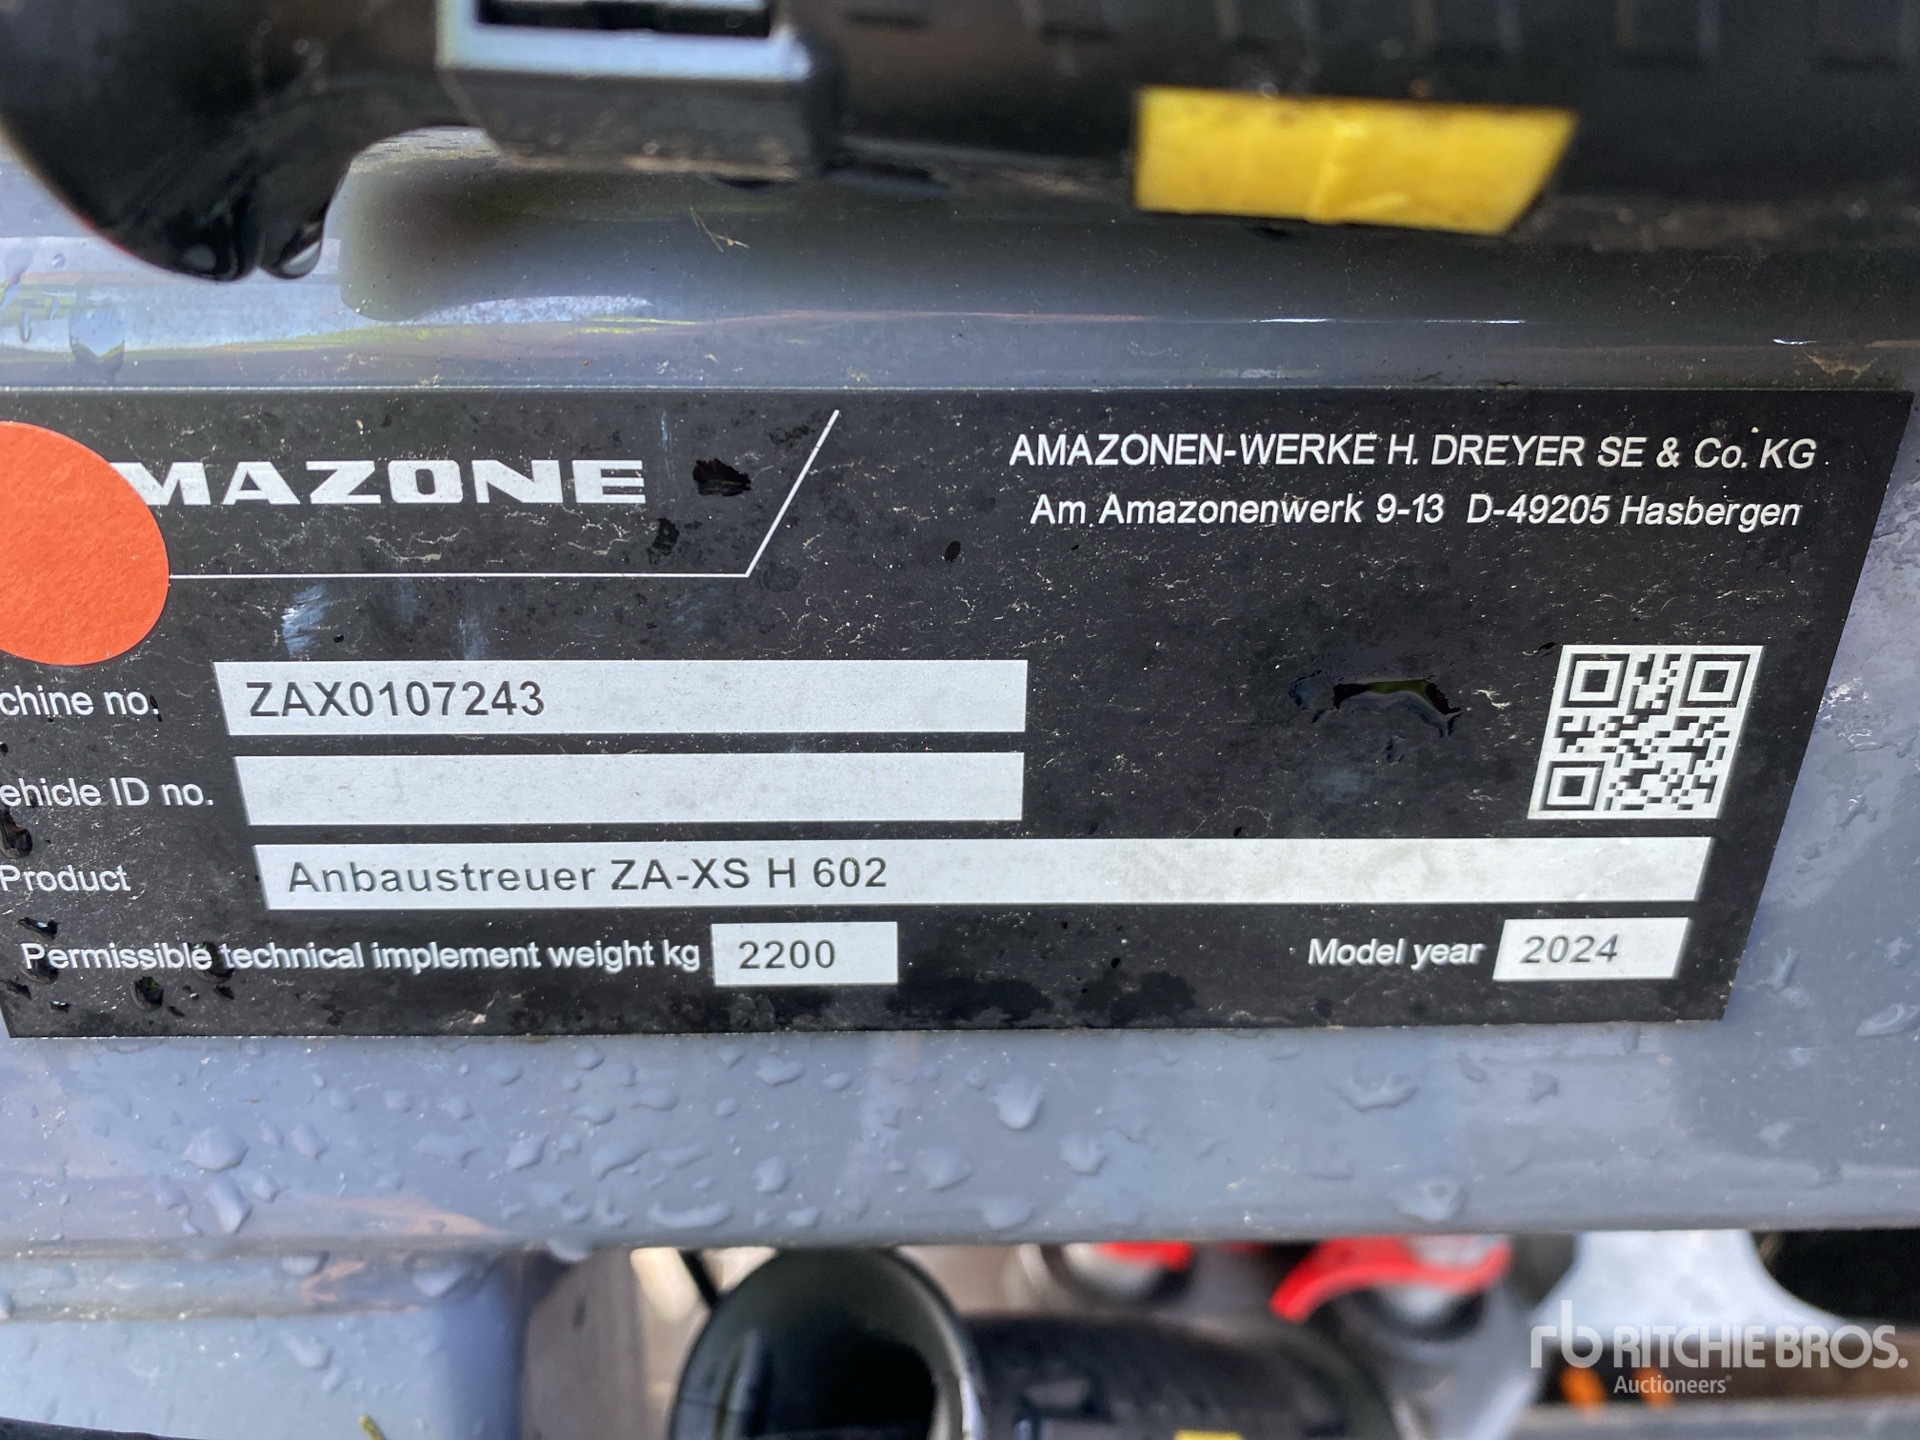 MAZONE
AMAZONEN-WERKE H. DREYER SE & Co. KG
Am Amazonenwerk 9-13 D-49205 Hasbergen
chine no. ZAX0107243
ehicle ID no.
Product Anbaustreuer ZA-XS H 602
Permissible technical implement weight kg 2200 Model year 2024
rb RITCHIE BROS.
Auctioneers